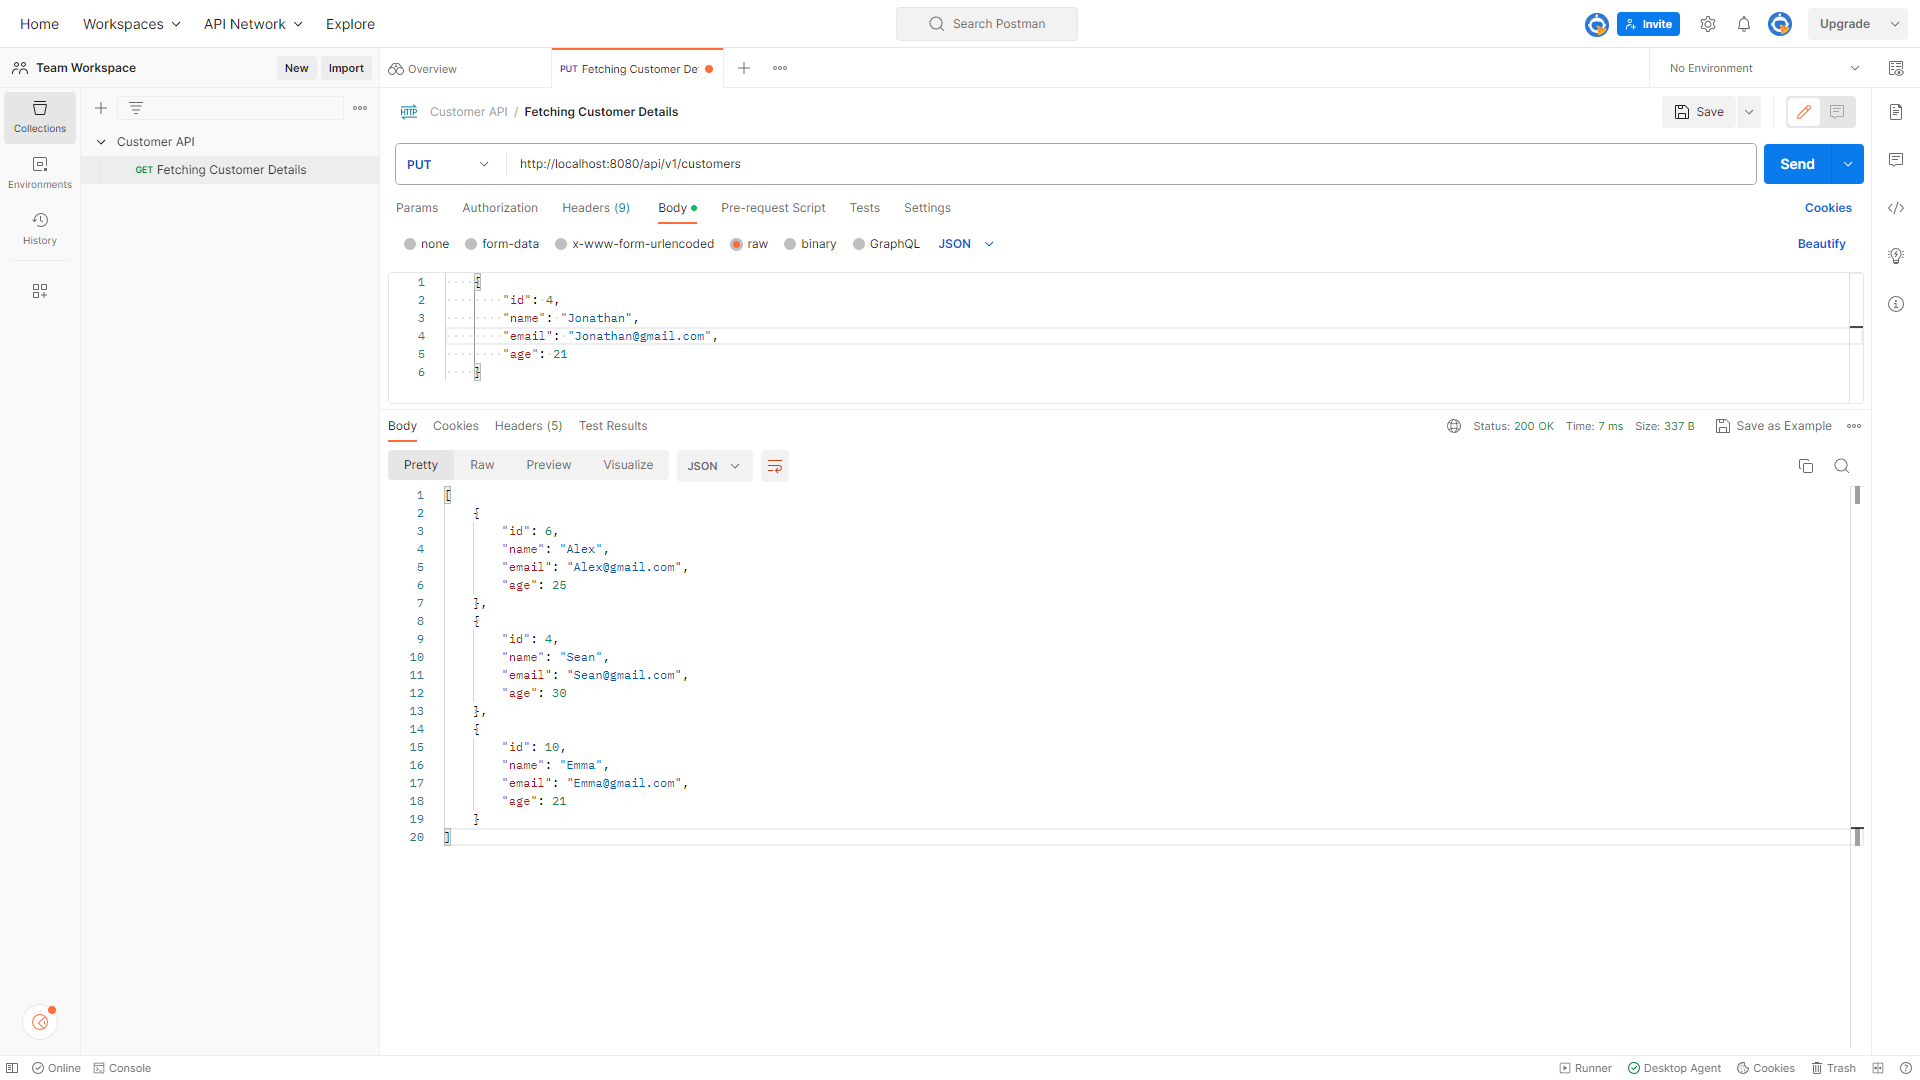 Home Workspaces API Network Explore Search Postman Invite Upgrade
Team Workspace New Import Overview PUT Fetching Customer De No Environment
Collections
Customer API / Fetching Customer Details Save
Customer API
GET Fetching Customer Details
Environments
History
PUT http://localhost:8080/api/v1/customers Send
Params Authorization Headers (9) Body Pre-request Script Tests Settings Cookies
none form-data x-www-form-urlencoded raw binary GraphQL JSON Beautify
1 {
2 "id": 4,
3 "name": "Jonathan",
4 "email": "Jonathan@gmail.com",
5 "age": 21
6 }
Body Cookies Headers (5) Test Results Status: 200 OK Time: 7 ms Size: 337 B Save as Example
Pretty Raw Preview Visualize JSON
1 [
2 {
3 "id": 6,
4 "name": "Alex",
5 "email": "Alex@gmail.com",
6 "age": 25
7 },
8 {
9 "id": 4,
10 "name": "Sean",
11 "email": "Sean@gmail.com",
12 "age": 30
13 },
14 {
15 "id": 10,
16 "name": "Emma",
17 "email": "Emma@gmail.com",
18 "age": 21
19 }
20 ]
Online Console Runner Desktop Agent Cookies Trash